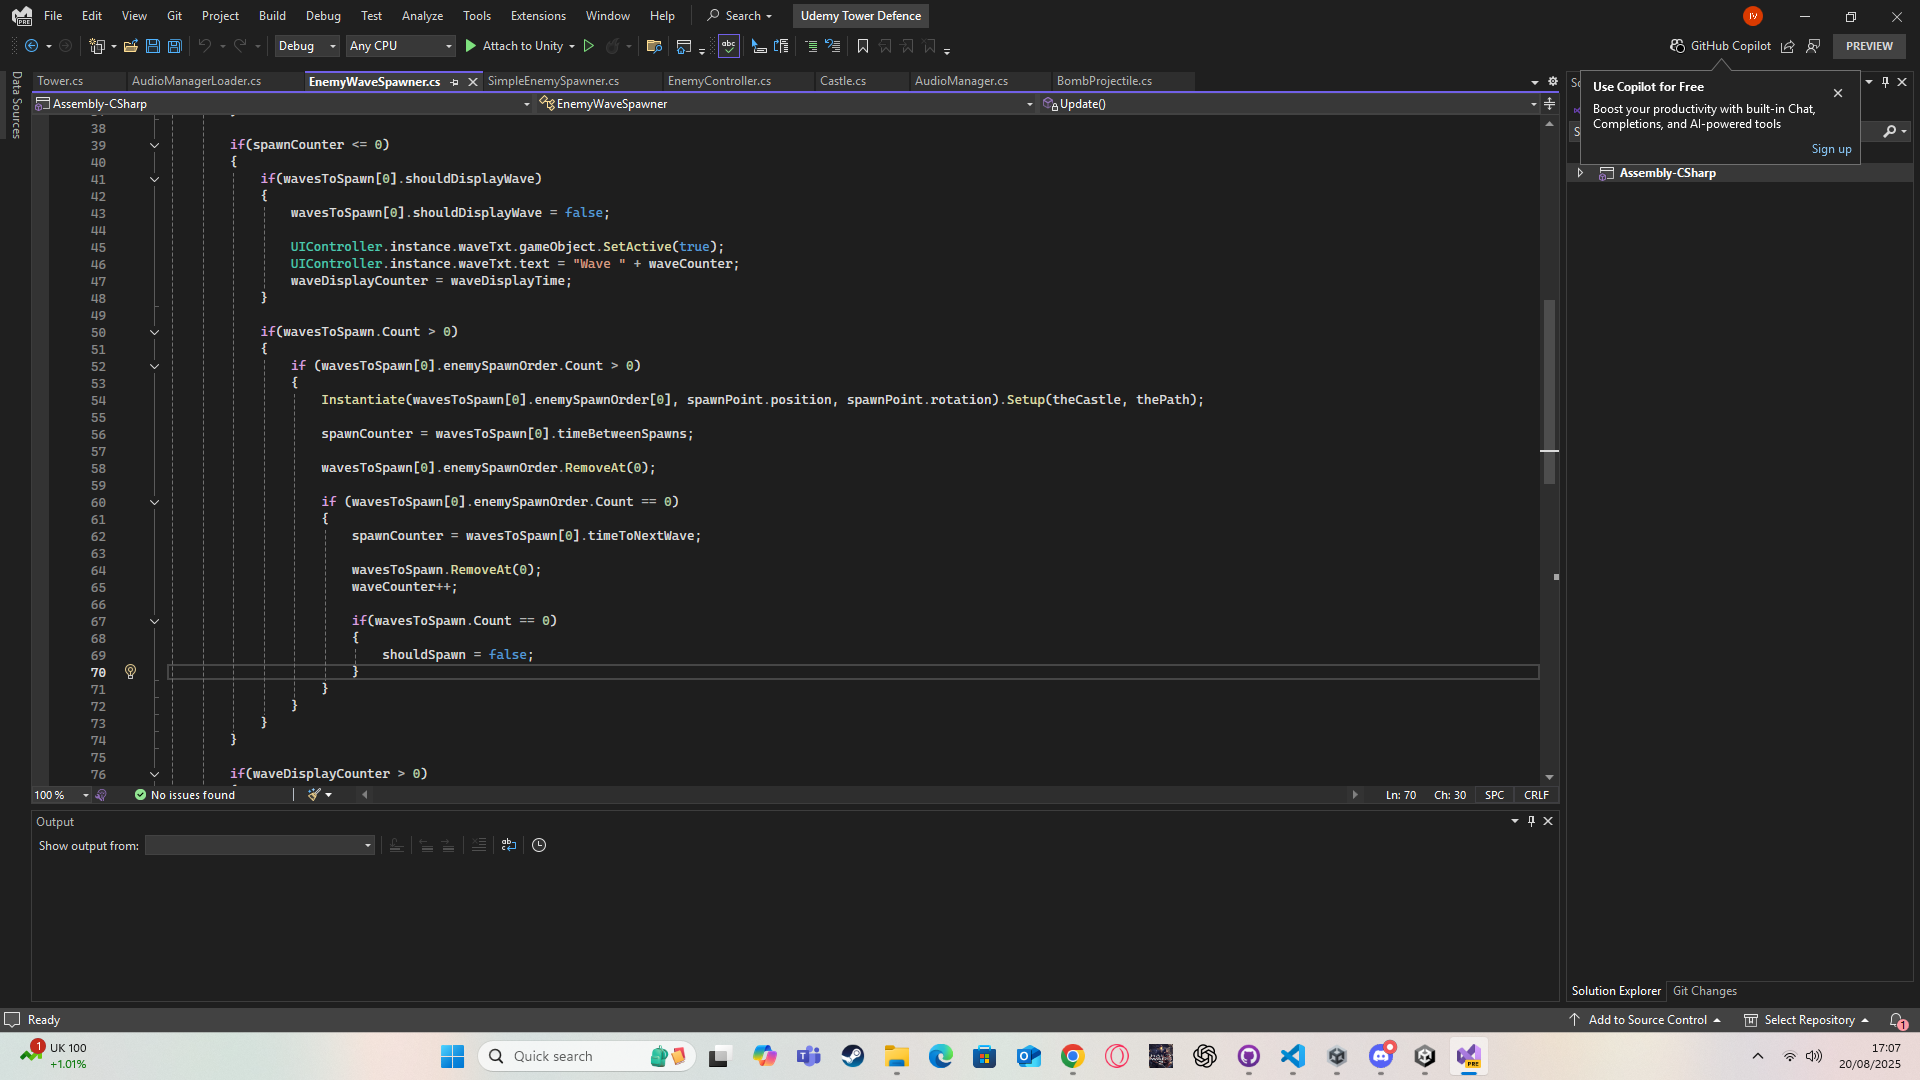 File Edit View Git Project Build Debug Test Analyze Tools Extensions Window Help Search Udemy Tower Defence IV
Debug Any CPU Attach to Unity GitHub Copilot PREVIEW
Tower.cs AudioManagerLoader.cs EnemyWaveSpawner.cs SimpleEnemySpawner.cs EnemyController.cs Castle.cs AudioManager.cs BombProjectile.cs
Assembly-CSharp EnemyWaveSpawner Update()
Data Sources
38
39 if(spawnCounter <= 0)
40 {
41 if(wavesToSpawn[0].shouldDisplayWave)
42 {
43 wavesToSpawn[0].shouldDisplayWave = false;
44
45 UIController.instance.waveTxt.gameObject.SetActive(true);
46 UIController.instance.waveTxt.text = "Wave " + waveCounter;
47 waveDisplayCounter = waveDisplayTime;
48 }
49
50 if(wavesToSpawn.Count > 0)
51 {
52 if (wavesToSpawn[0].enemySpawnOrder.Count > 0)
53 {
54 Instantiate(wavesToSpawn[0].enemySpawnOrder[0], spawnPoint.position, spawnPoint.rotation).Setup(theCastle, thePath);
55
56 spawnCounter = wavesToSpawn[0].timeBetweenSpawns;
57
58 wavesToSpawn[0].enemySpawnOrder.RemoveAt(0);
59
60 if (wavesToSpawn[0].enemySpawnOrder.Count == 0)
61 {
62 spawnCounter = wavesToSpawn[0].timeToNextWave;
63
64 wavesToSpawn.RemoveAt(0);
65 waveCounter++;
66
67 if(wavesToSpawn.Count == 0)
68 {
69 shouldSpawn = false;
70 }
71 }
72 }
73 }
74 }
75
76 if(waveDisplayCounter > 0)
100 % No issues found Ln: 70 Ch: 30 SPC CRLF
Output
Show output from:
Use Copilot for Free
Boost your productivity with built-in Chat,
Completions, and AI-powered tools
Sign up
Assembly-CSharp
Solution Explorer Git Changes
Ready Add to Source Control Select Repository 1
1 UK 100
+1.01%
Quick search
PRE
17:07
20/08/2025